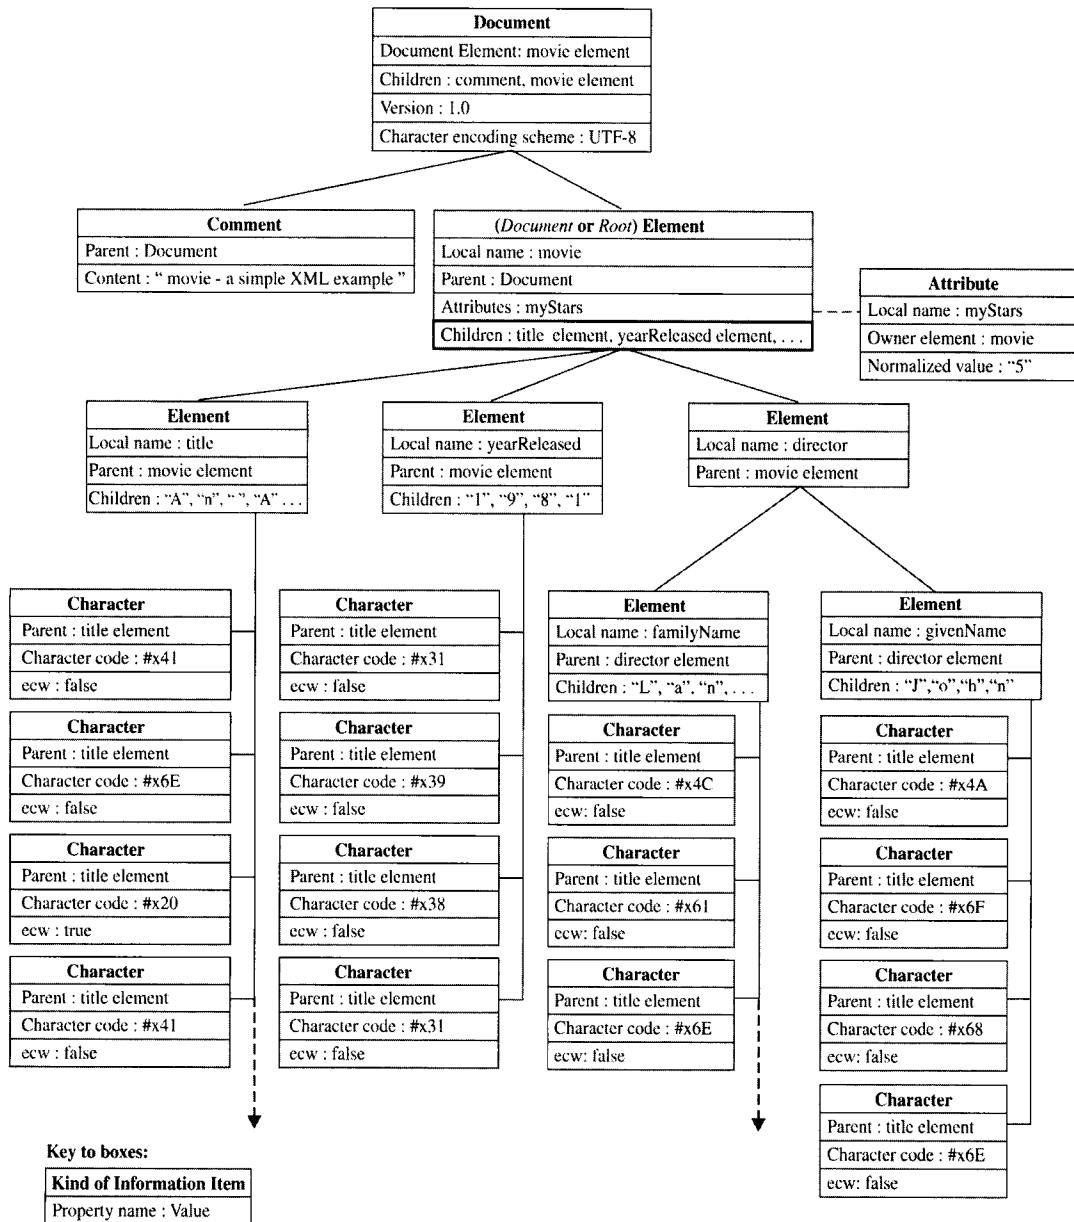 Document
Document Element: movie element
Children : comment, movie element
Version : 1.0
Character encoding scheme : UTF-8
Comment
Parent : Document
Content : “ movie - a simple XML example ”
(Document or Root) Element
Local name : movie
Parent : Document
Attributes : myStars
Children : title element, yearReleased element, . . .
Attribute
Local name : myStars
Owner element : movie
Normalized value : “5”
Element
Local name : title
Parent : movie element
Children : “A”, “n”, “ ”, “A” . . .
Element
Local name : yearReleased
Parent : movie element
Children : “1”, “9”, “8”, “1”
Element
Local name : director
Parent : movie element
Character
Parent : title element
Character code : #x41
ecw : false
Character
Parent : title element
Character code : #x6E
ecw : false
Character
Parent : title element
Character code : #x20
ecw : true
Character
Parent : title element
Character code : #x41
ecw : false
Character
Parent : title element
Character code : #x31
ecw : false
Character
Parent : title element
Character code : #x39
ecw : false
Character
Parent : title element
Character code : #x38
ecw : false
Character
Parent : title element
Character code : #x31
ecw : false
Element
Local name : familyName
Parent : director element
Children : “L”, “a”, “n”, . . .
Character
Parent : title element
Character code : #x4C
ecw: false
Character
Parent : title element
Character code : #x61
ecw: false
Character
Parent : title element
Character code : #x6E
ecw: false
Element
Local name : givenName
Parent : director element
Children : “J”,“o”,“h”,“n”
Character
Parent : title element
Character code : #x4A
ecw: false
Character
Parent : title element
Character code : #x6F
ecw: false
Character
Parent : title element
Character code : #x68
ecw: false
Character
Parent : title element
Character code : #x6E
ecw: false
Key to boxes:
Kind of Information Item
Property name : Value